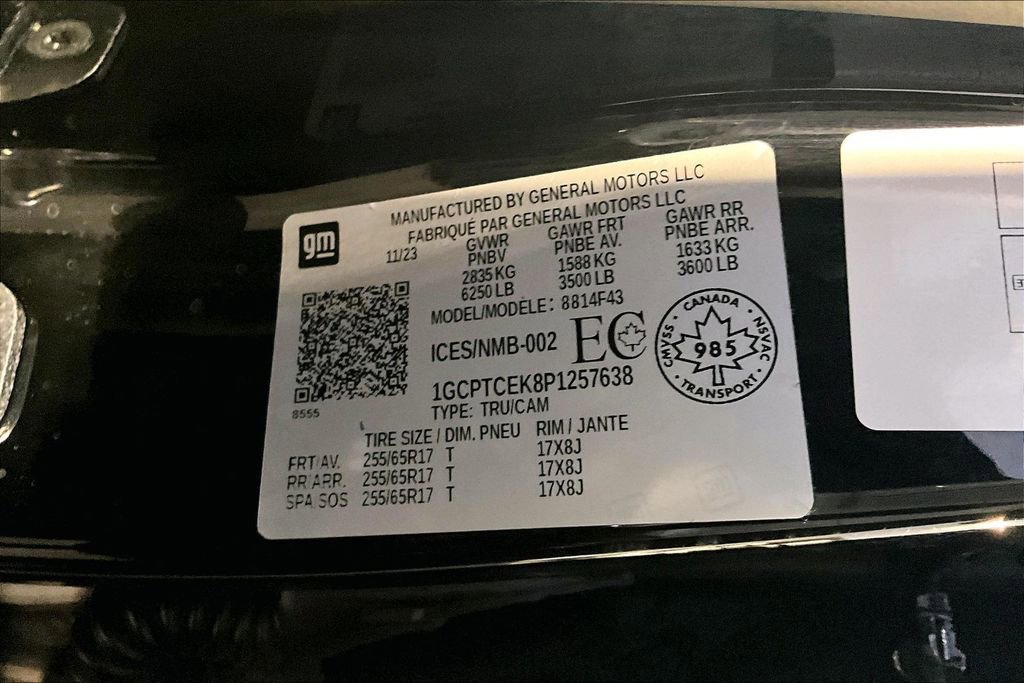 MANUFACTURED BY GENERAL MOTORS LLC
FABRIQUÉ PAR GENERAL MOTORS LLC
gm
11/23
GVWR GAWR FRT GAWR RR
PNBV PNBE AV. PNBE ARR.
2835 KG 1588 KG 1633 KG
6250 LB 3500 LB 3600 LB
MODEL/MODÈLE: 8814F43
ICES/NMB-002 EC
CANADA
CMVSS 985 NSVAC
TRANSPORT
1GCPTCEK8P1257638
8555
TYPE: TRU/CAM
TIRE SIZE / DIM. PNEU RIM / JANTE
FRT/AV. 255/65R17 T 17X8J
RR/ARR. 255/65R17 T 17X8J
SPA.SOS 255/65R17 T 17X8J